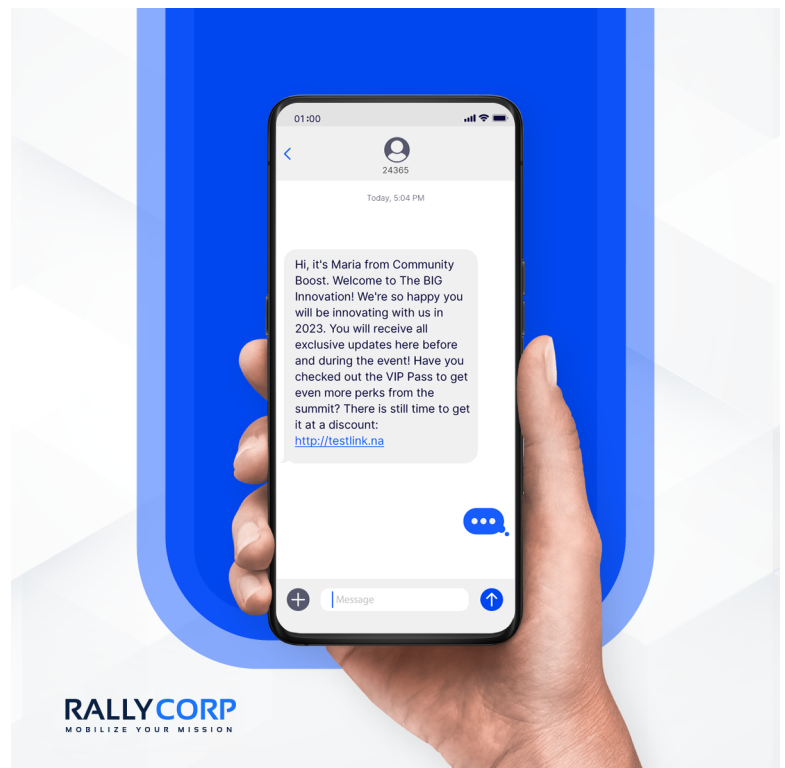 01:00
24365
Today, 5:04 PM
Hi, it's Maria from Community
Boost. Welcome to The BIG
Innovation! We're so happy you
will be innovating with us in
2023. You will receive all
exclusive updates here before
and during the event! Have you
checked out the VIP Pass to get
even more perks from the
summit? There is still time to get
it at a discount:
http://testlink.na
Message
RALLYCORP
MOBILIZE YOUR MISSION